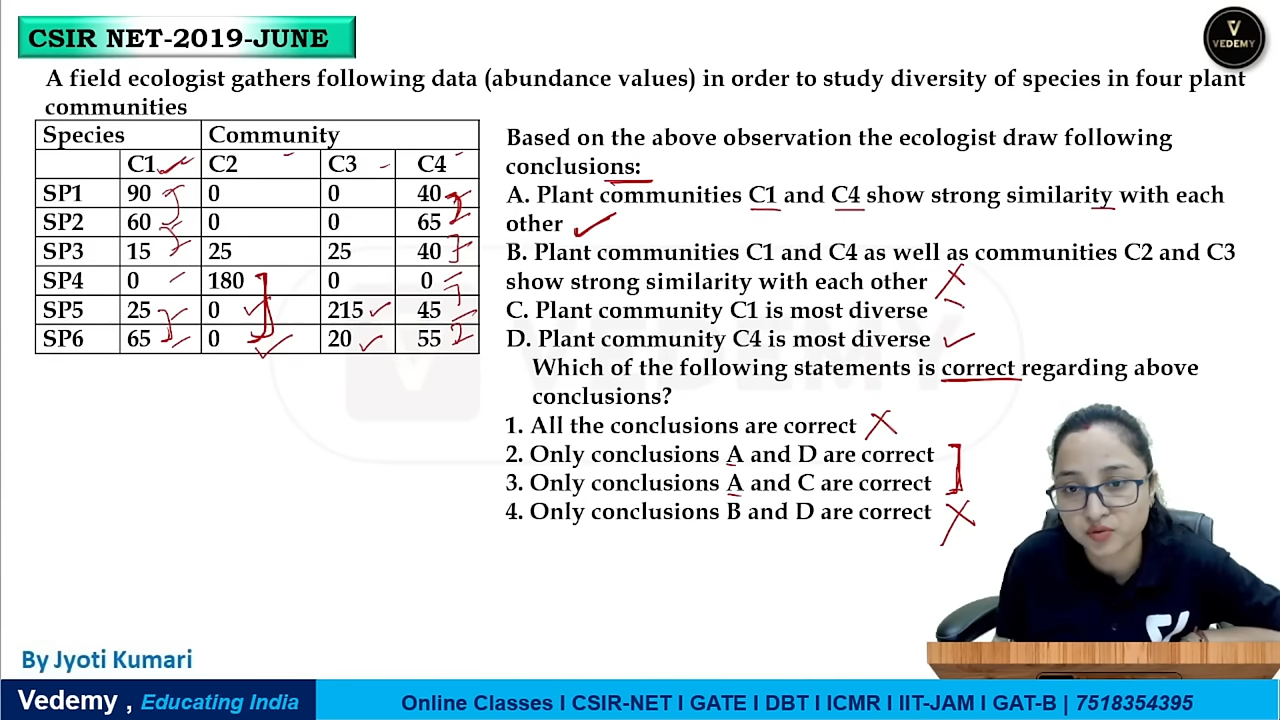 CSIR NET-2019-JUNE
VEDEMY
A field ecologist gathers following data (abundance values) in order to study diversity of species in four plant
communities
Species Community
C1 C2 C3 C4
SP1 90 0 0 40
SP2 60 0 0 65
SP3 15 25 25 40
SP4 0 180 0 0
SP5 25 0 215 45
SP6 65 0 20 55
Based on the above observation the ecologist draw following
conclusions:
A. Plant communities C1 and C4 show strong similarity with each
other
B. Plant communities C1 and C4 as well as communities C2 and C3
show strong similarity with each other
C. Plant community C1 is most diverse
D. Plant community C4 is most diverse
Which of the following statements is correct regarding above
conclusions?
1. All the conclusions are correct
2. Only conclusions A and D are correct
3. Only conclusions A and C are correct
4. Only conclusions B and D are correct
VEDEMY
By Jyoti Kumari
Vedemy , Educating India
Online Classes I CSIR-NET I GATE I DBT I ICMR I IIT-JAM I GAT-B | 7518354395